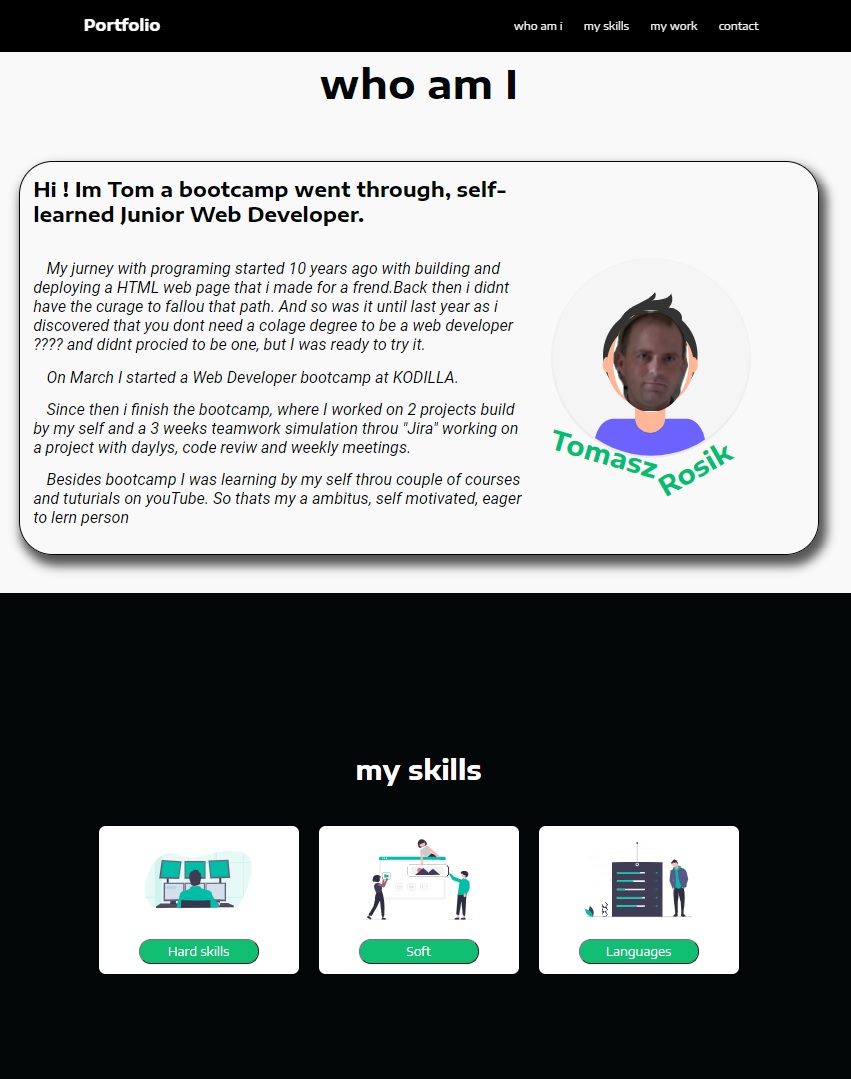 Portfolio
who am i
my skills
my work
contact
who am I
Hi ! Im Tom a bootcamp went through, self-
learned Junior Web Developer.
My jurney with programing started 10 years ago with building and
deploying a HTML web page that i made for a frend.Back then i didnt
have the curage to fallou that path. And so was it until last year as i
discovered that you dont need a colage degree to be a web developer
???? and didnt procied to be one, but I was ready to try it.
On March I started a Web Developer bootcamp at KODILLA.
Since then i finish the bootcamp, where I worked on 2 projects build
by my self and a 3 weeks teamwork simulation throu "Jira" working on
a project with daylys, code reviw and weekly meetings.
Besides bootcamp I was learning by my self throu couple of courses
and tuturials on youTube. So thats my a ambitus, self motivated, eager
to lern person
Tomasz Rosik
my skills
Hard skills
Soft
Languages